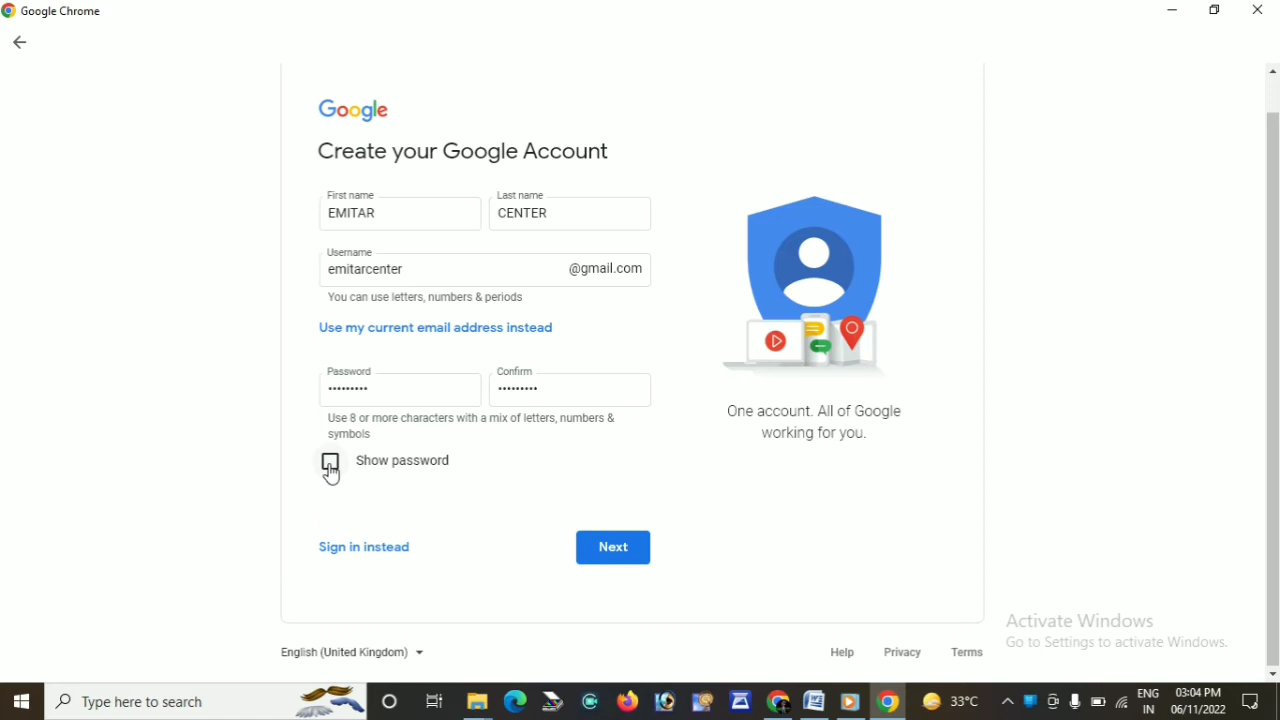 Google Chrome
Google
Create your Google Account
First name
Last name
EMITAR
CENTER
Username
emitarcenter
@gmail.com
You can use letters, numbers & periods
Use my current email address instead
Password
Confirm
•••••••••
•••••••••
Use 8 or more characters with a mix of letters, numbers &
symbols
Show password
Sign in instead
Next
One account. All of Google
working for you.
Activate Windows
Go to Settings to activate Windows.
English (United Kingdom)
Help
Privacy
Terms
Type here to search
33°C
ENG
IN
03:04 PM
06/11/2022